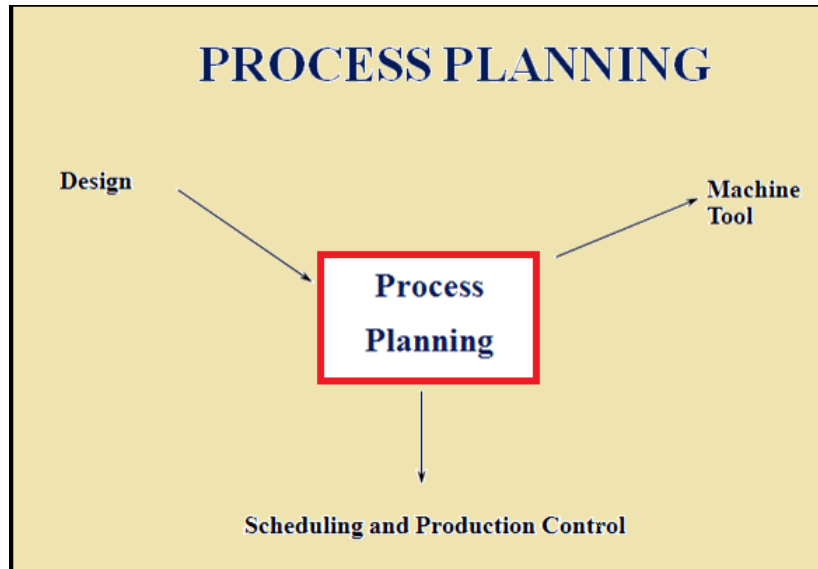 PROCESS PLANNING
Design
Machine
Tool
Process
Planning
Scheduling and Production Control